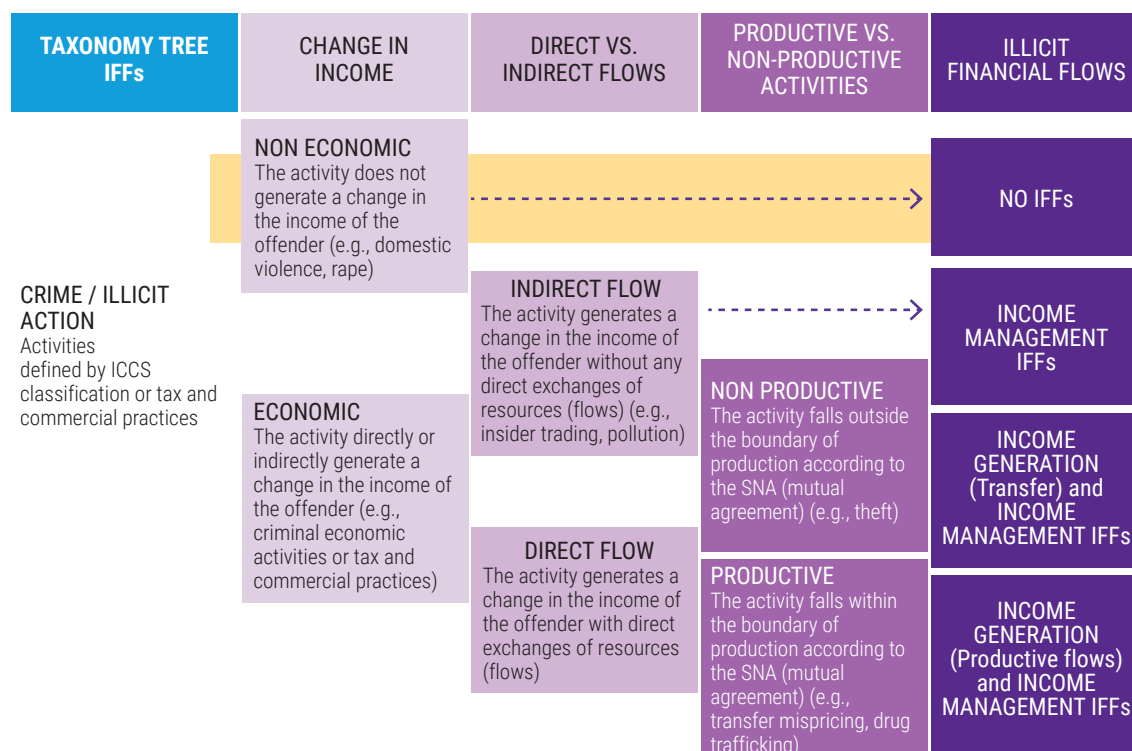 TAXONOMY TREE
IFFs
CHANGE IN
INCOME
DIRECT VS.
INDIRECT FLOWS
PRODUCTIVE VS.
NON-PRODUCTIVE
ACTIVITIES
ILLICIT
FINANCIAL FLOWS
CRIME / ILLICIT
ACTION
Activities
defined by ICCS
classification or tax and
commercial practices
NON ECONOMIC
The activity does not
generate a change in
the income of the
offender (e.g., domestic
violence, rape)
ECONOMIC
The activity directly or
indirectly generate a
change in the income of
the offender (e.g.,
criminal economic
activities or tax and
commercial practices)
INDIRECT FLOW
The activity generates a
change in the income of
the offender without any
direct exchanges of
resources (flows) (e.g.,
insider trading, pollution)
DIRECT FLOW
The activity generates a
change in the income of
the offender with direct
exchanges of resources
(flows)
NON PRODUCTIVE
The activity falls outside
the boundary of
production according to
the SNA (mutual
agreement) (e.g., theft)
PRODUCTIVE
The activity falls within
the boundary of
production according to
the SNA (mutual
agreement) (e.g.,
transfer mispricing, drug
trafficking)
NO IFFs
INCOME
MANAGEMENT
IFFs
INCOME
GENERATION
(Transfer) and
INCOME
MANAGEMENT IFFs
INCOME
GENERATION
(Productive flows)
and INCOME
MANAGEMENT IFFs